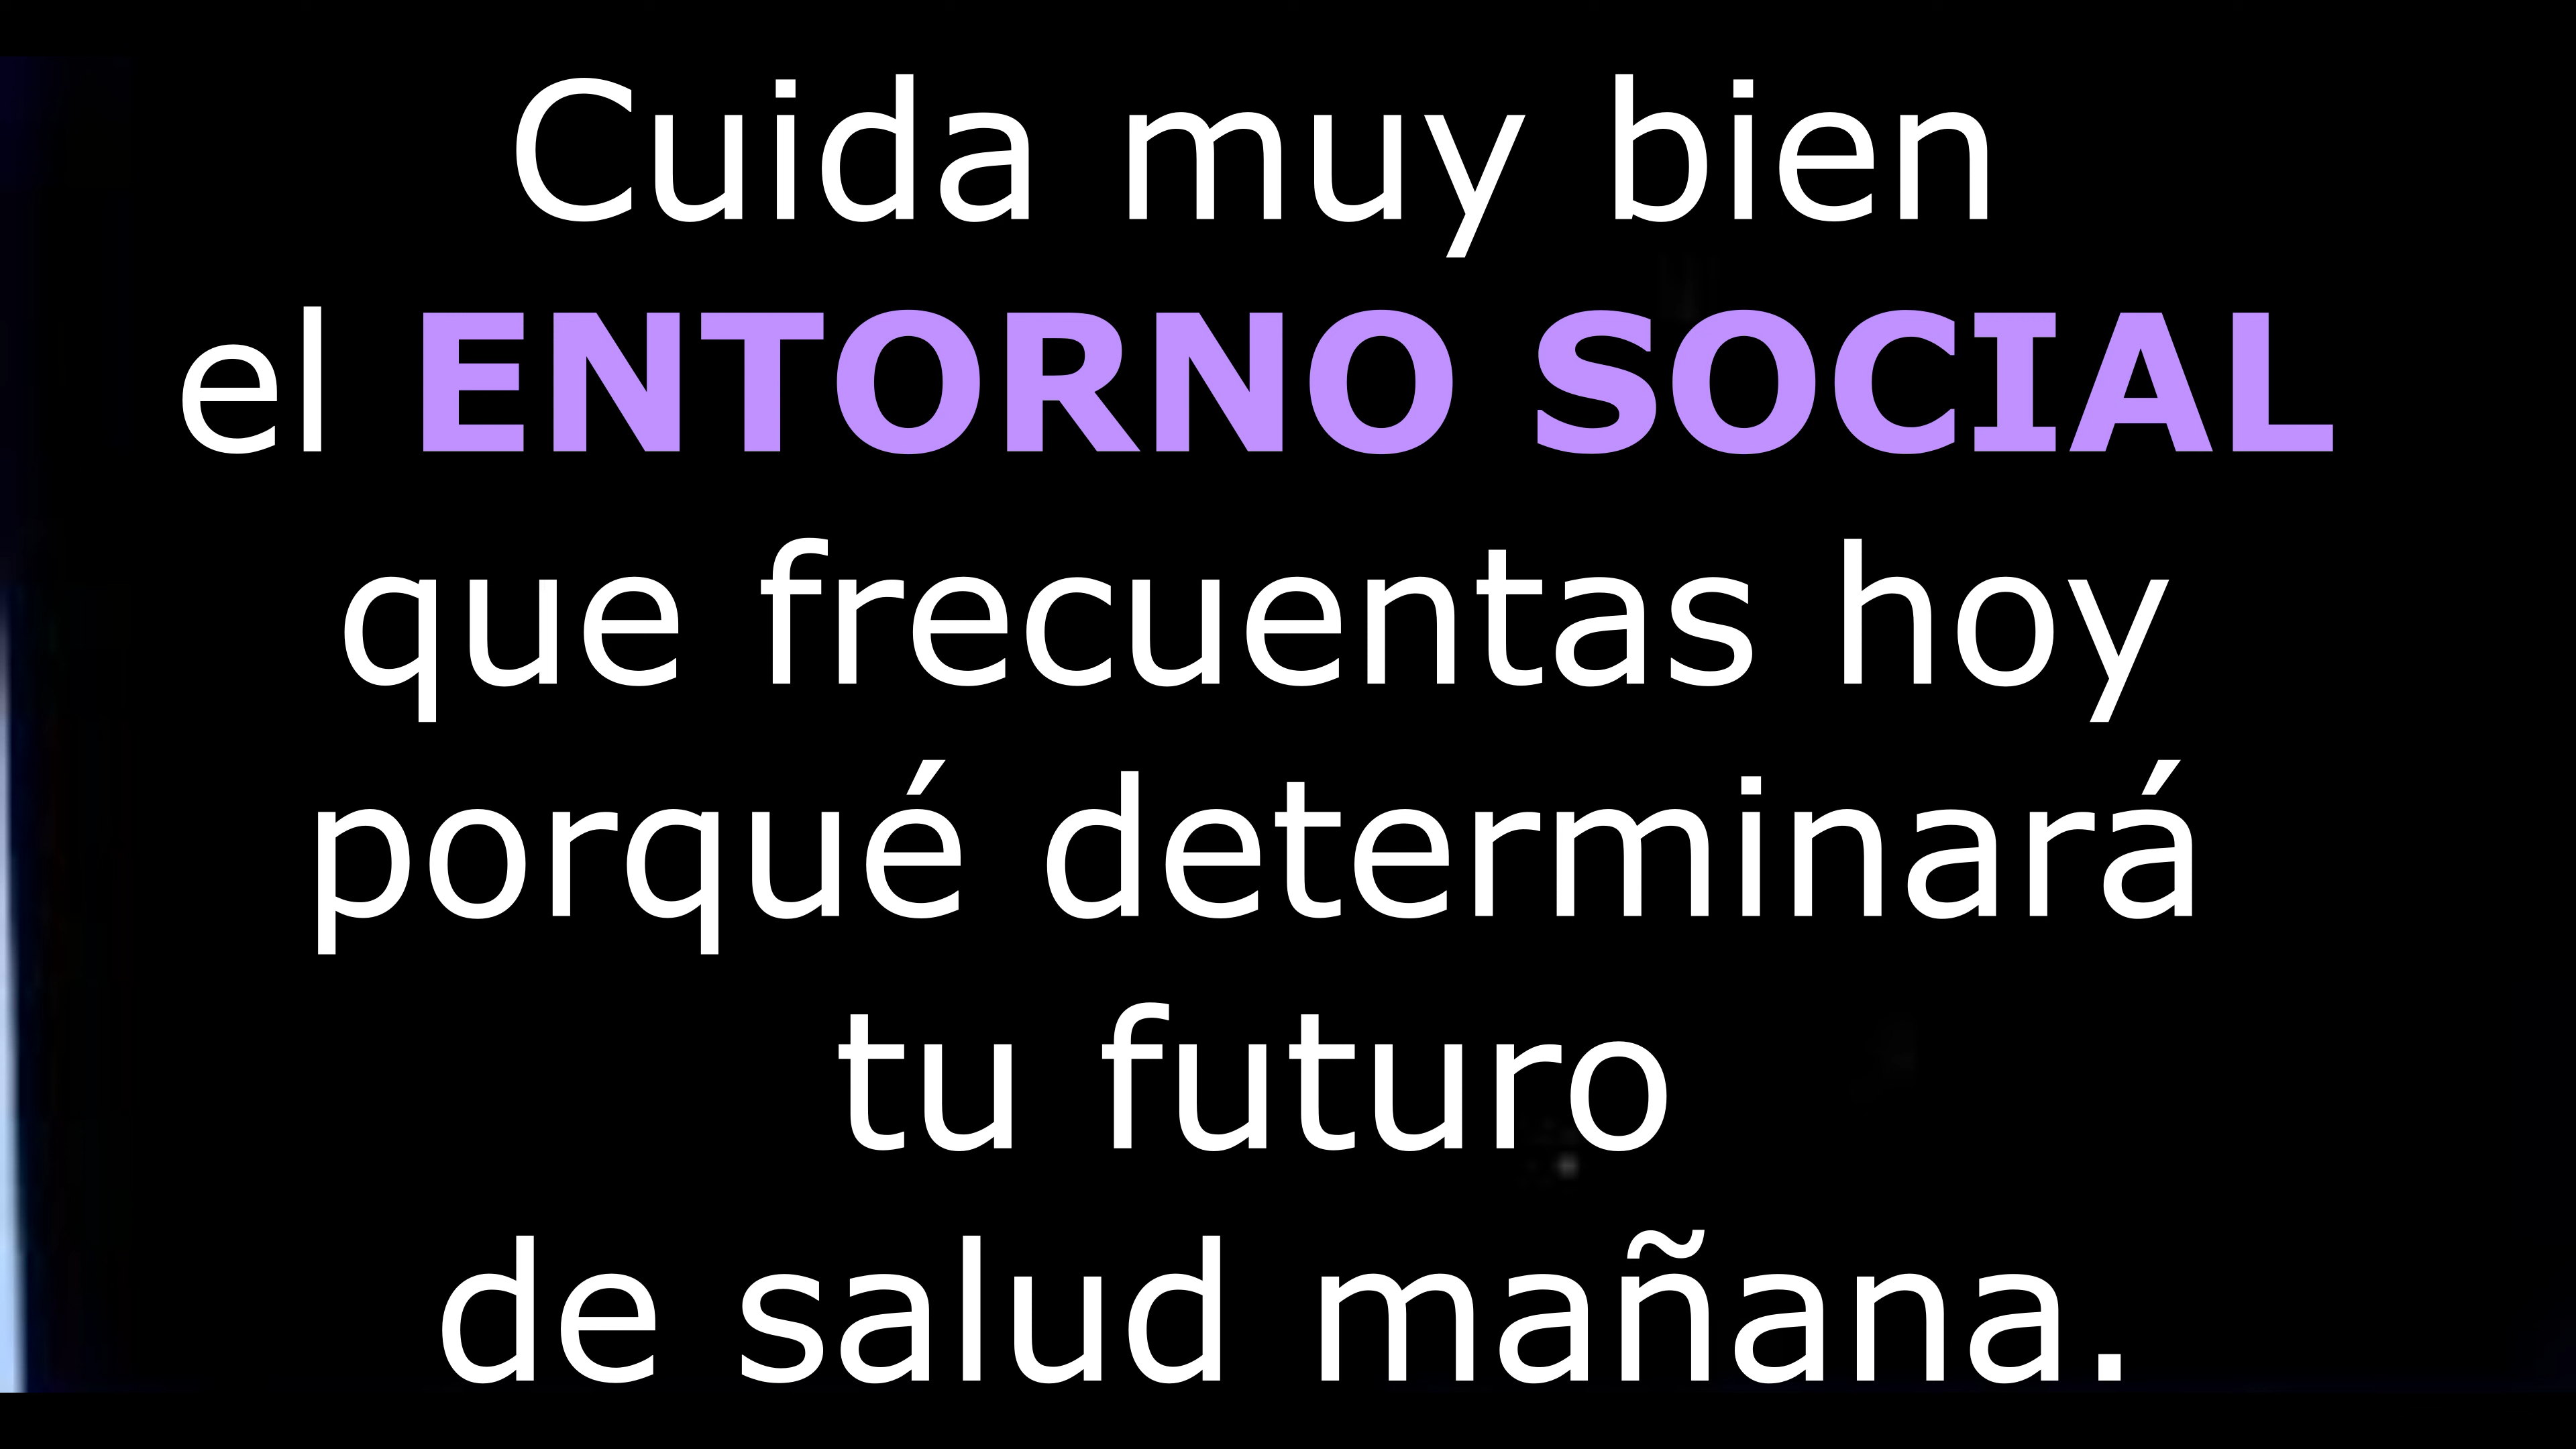 Cuida muy bien
el ENTORNO SOCIAL
que frecuentas hoy
porqué determinará
tu futuro
de salud mañana.